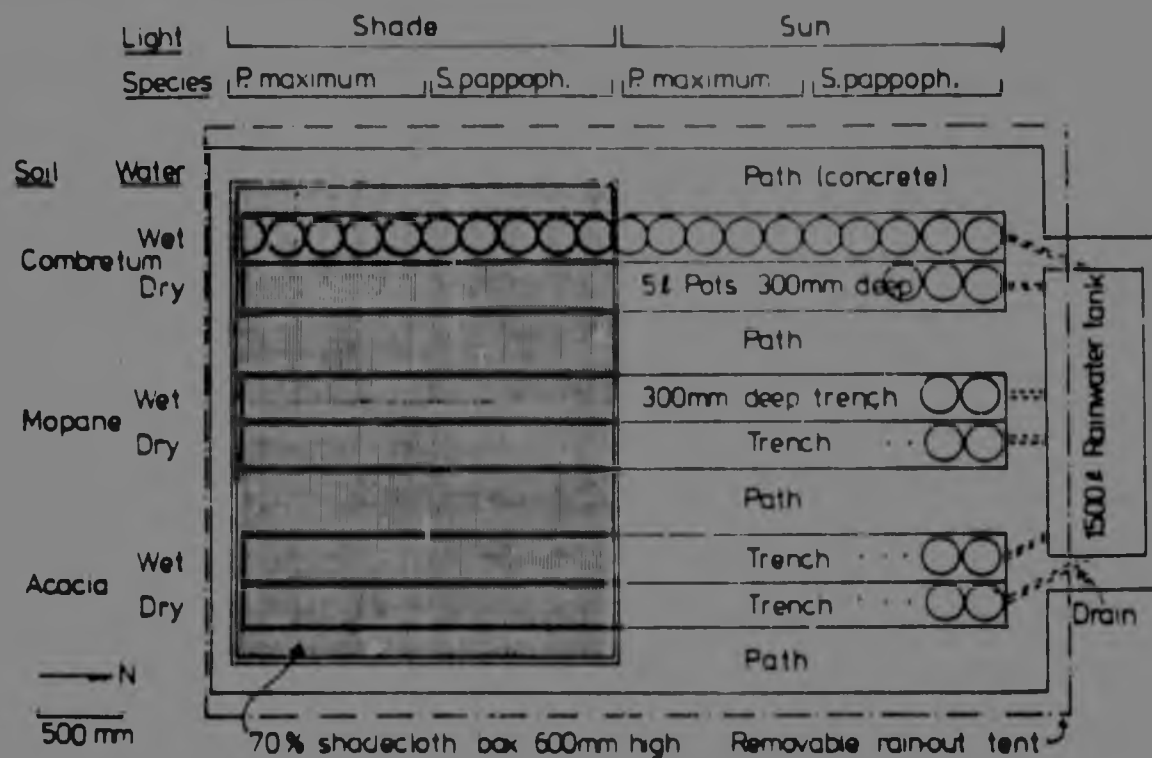 Light Shade Sun
Species P. maximum S. pappoph. P. maximum S. pappoph.
Soil Water Path (concrete)
Wet
Combretum
Dry 5ℓ Pots 300mm deep
Path
Wet 300mm deep trench
Mopane
Dry Trench
Path
Wet Trench
Acacia
Dry Trench
1500ℓ Rainwater tank
Drain
Path
N
500 mm
70% shadecloth box 600mm high Removable rain-out tent